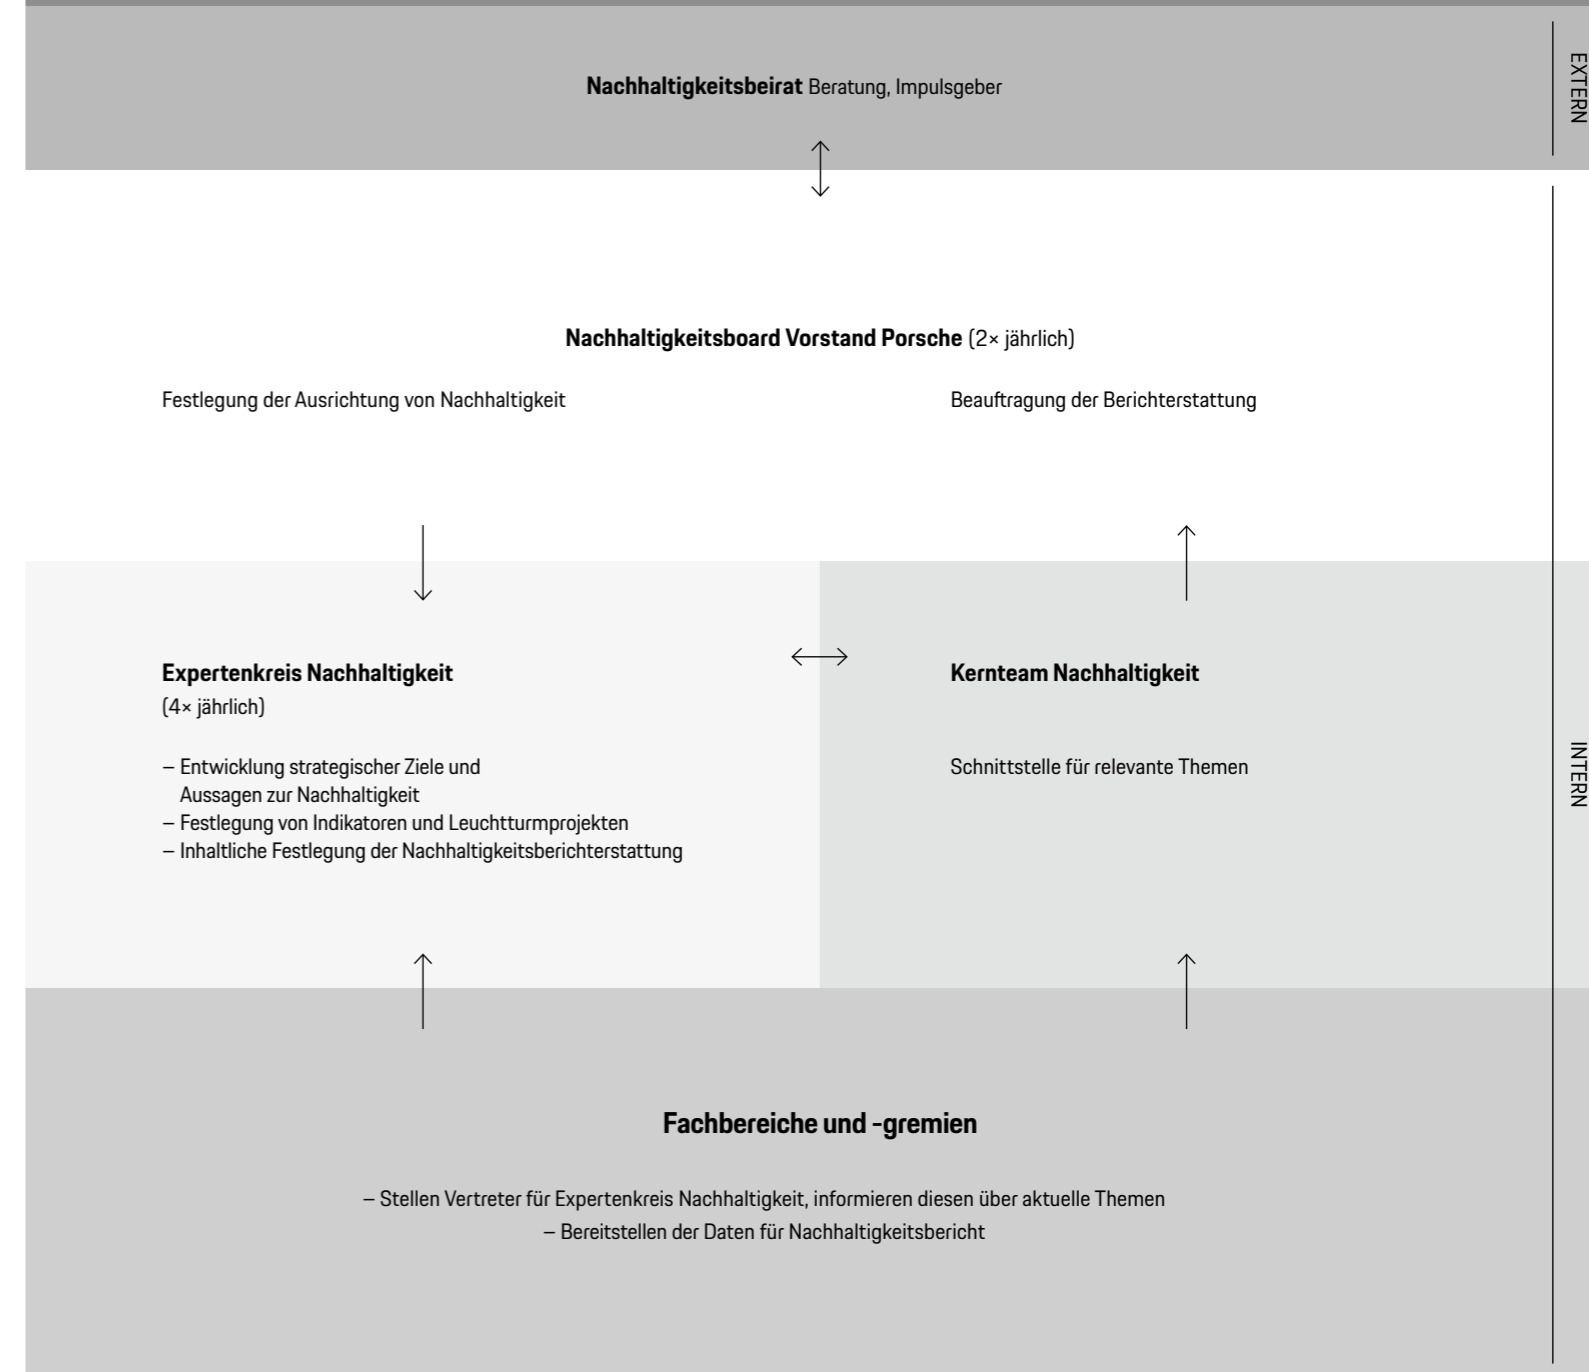 Nachhaltigkeitsbeirat Beratung, Impulsgeber
EXTERN
Nachhaltigkeitsboard Vorstand Porsche (2× jährlich)
Festlegung der Ausrichtung von Nachhaltigkeit
Beauftragung der Berichterstattung
Expertenkreis Nachhaltigkeit
(4× jährlich)
– Entwicklung strategischer Ziele und
Aussagen zur Nachhaltigkeit
– Festlegung von Indikatoren und Leuchtturmprojekten
– Inhaltliche Festlegung der Nachhaltigkeitsberichterstattung
Kernteam Nachhaltigkeit
Schnittstelle für relevante Themen
INTERN
Fachbereiche und -gremien
– Stellen Vertreter für Expertenkreis Nachhaltigkeit, informieren diesen über aktuelle Themen
– Bereitstellen der Daten für Nachhaltigkeitsbericht